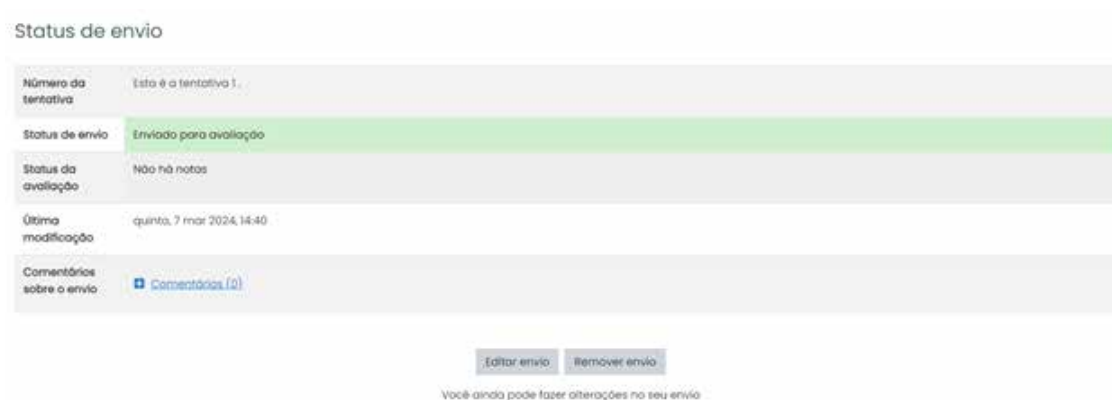 Status de envio
Número da tentativa
Esta é a tentativa 1 .
Status de envio
Enviado para avaliação
Status da avaliação
Não há notas
Última modificação
quinta, 7 mar 2024, 14:40
Comentários sobre o envio
Comentários (0)
Editar envio
Remover envio
Você ainda pode fazer alterações no seu envio